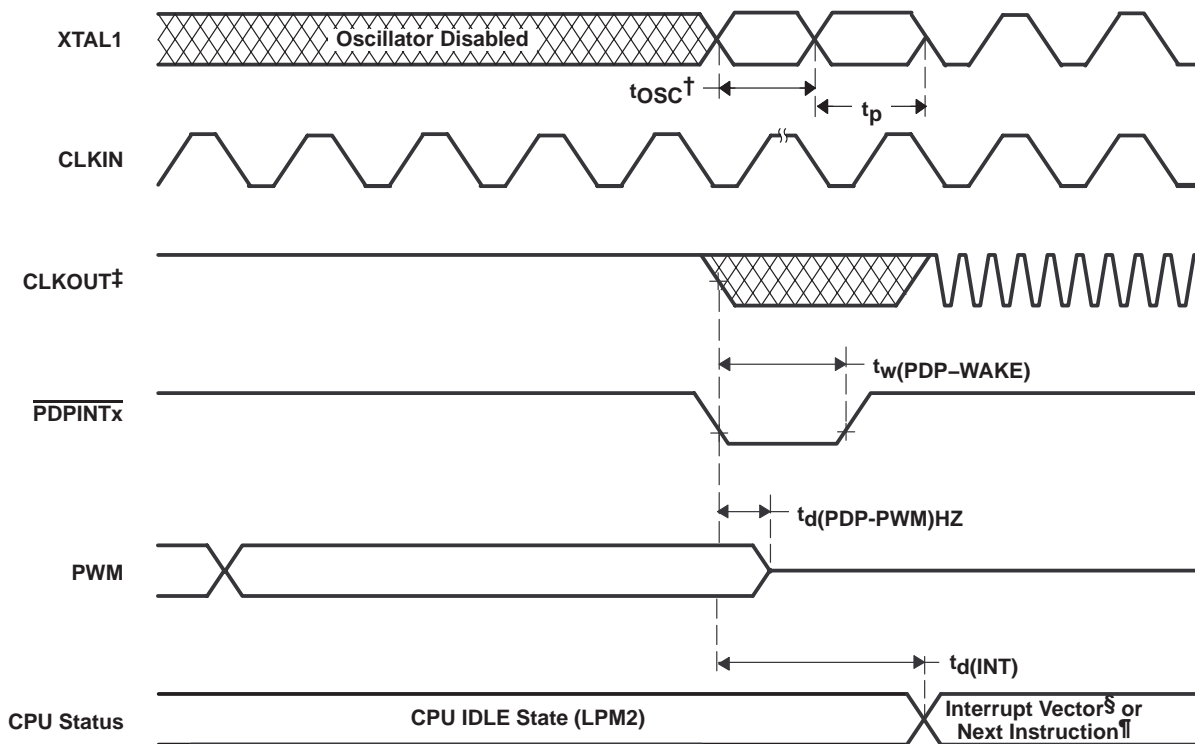 XTAL1
Oscillator Disabled
tOSC†
tp
CLKIN
CLKOUT‡
tw(PDP–WAKE)
PDPINTx
td(PDP-PWM)HZ
PWM
td(INT)
CPU Status
CPU IDLE State (LPM2)
Interrupt Vector§ or
Next Instruction¶